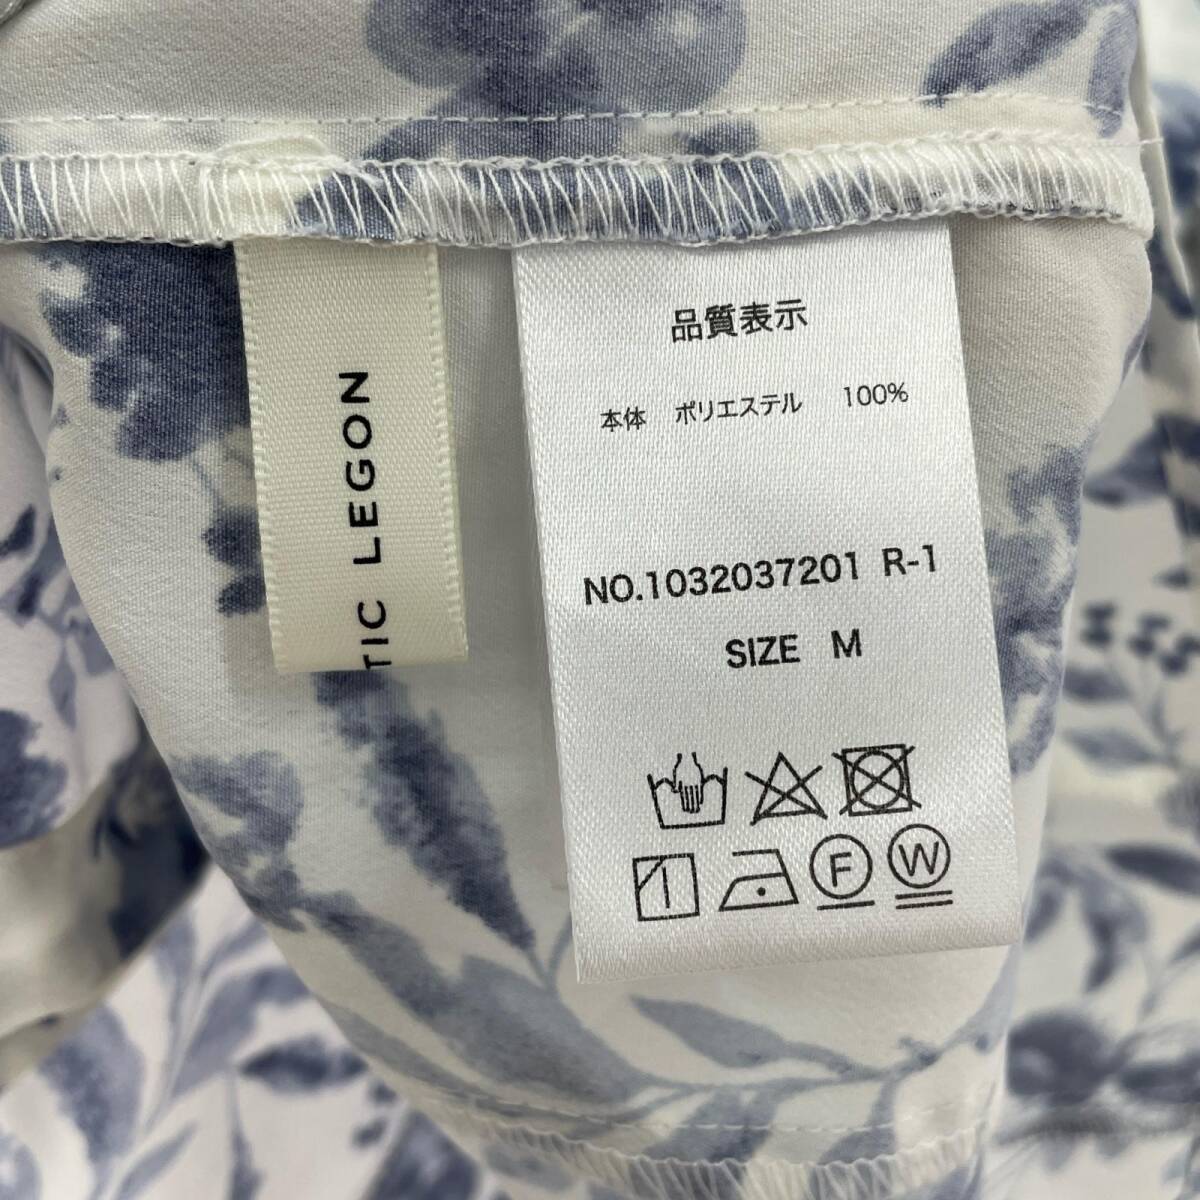 TIC LEGON
品質表示
本体 ポリエステル 100%
NO.1032037201 R-1
SIZE M
F W